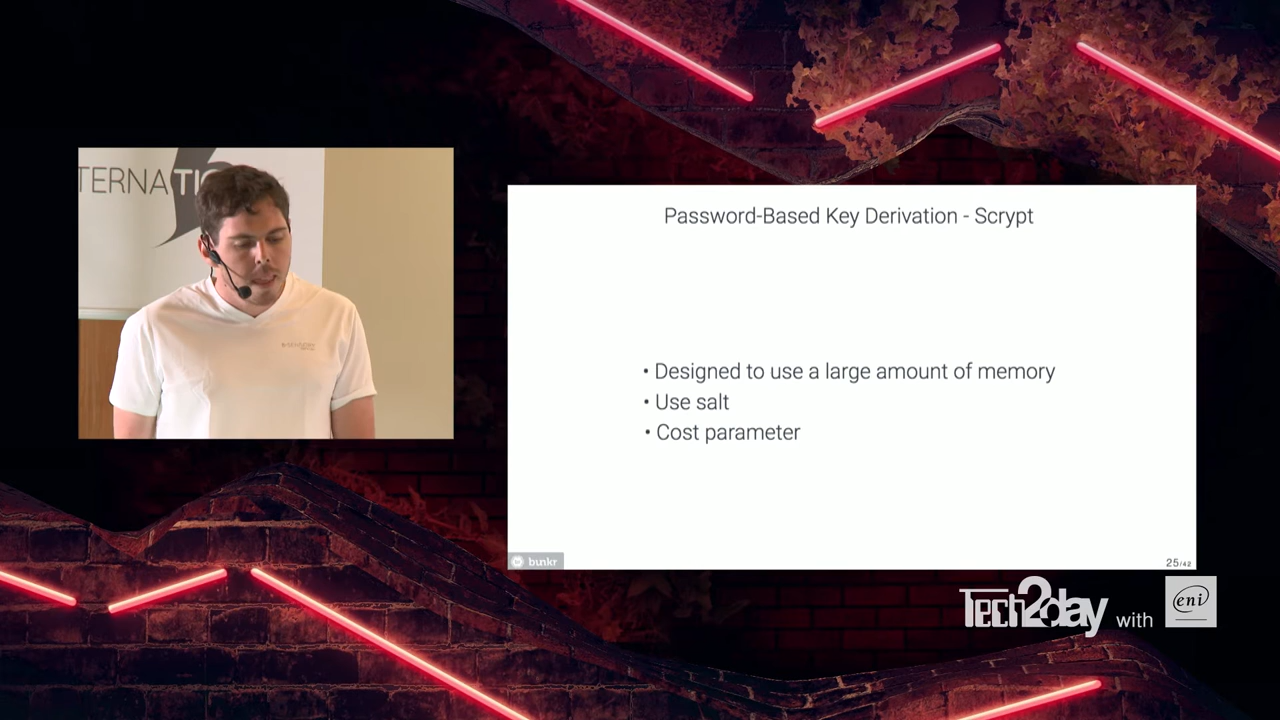 TERNATIO
Password-Based Key Derivation - Scrypt
• Designed to use a large amount of memory
• Use salt
• Cost parameter
bunkr
25/42
Tech2day with eni